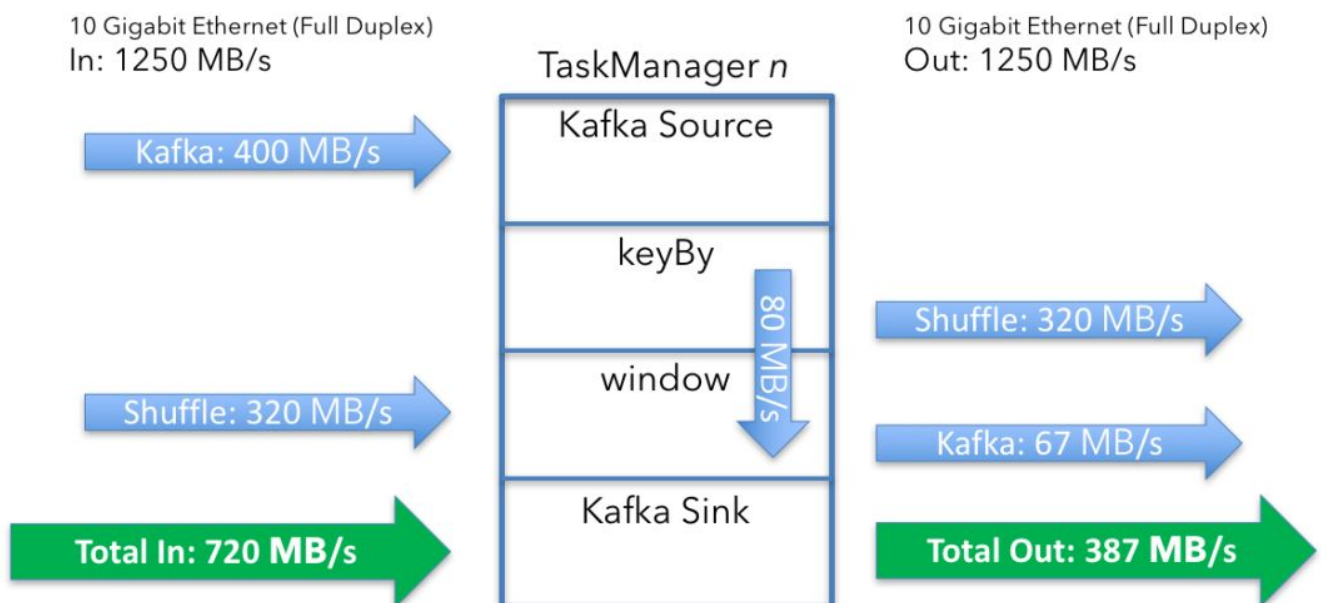 10 Gigabit Ethernet (Full Duplex)
In: 1250 MB/s
TaskManager n
10 Gigabit Ethernet (Full Duplex)
Out: 1250 MB/s
Kafka Source
Kafka: 400 MB/s
keyBy
80 MB/s
Shuffle: 320 MB/s
window
Shuffle: 320 MB/s
Kafka: 67 MB/s
Kafka Sink
Total In: 720 MB/s
Total Out: 387 MB/s